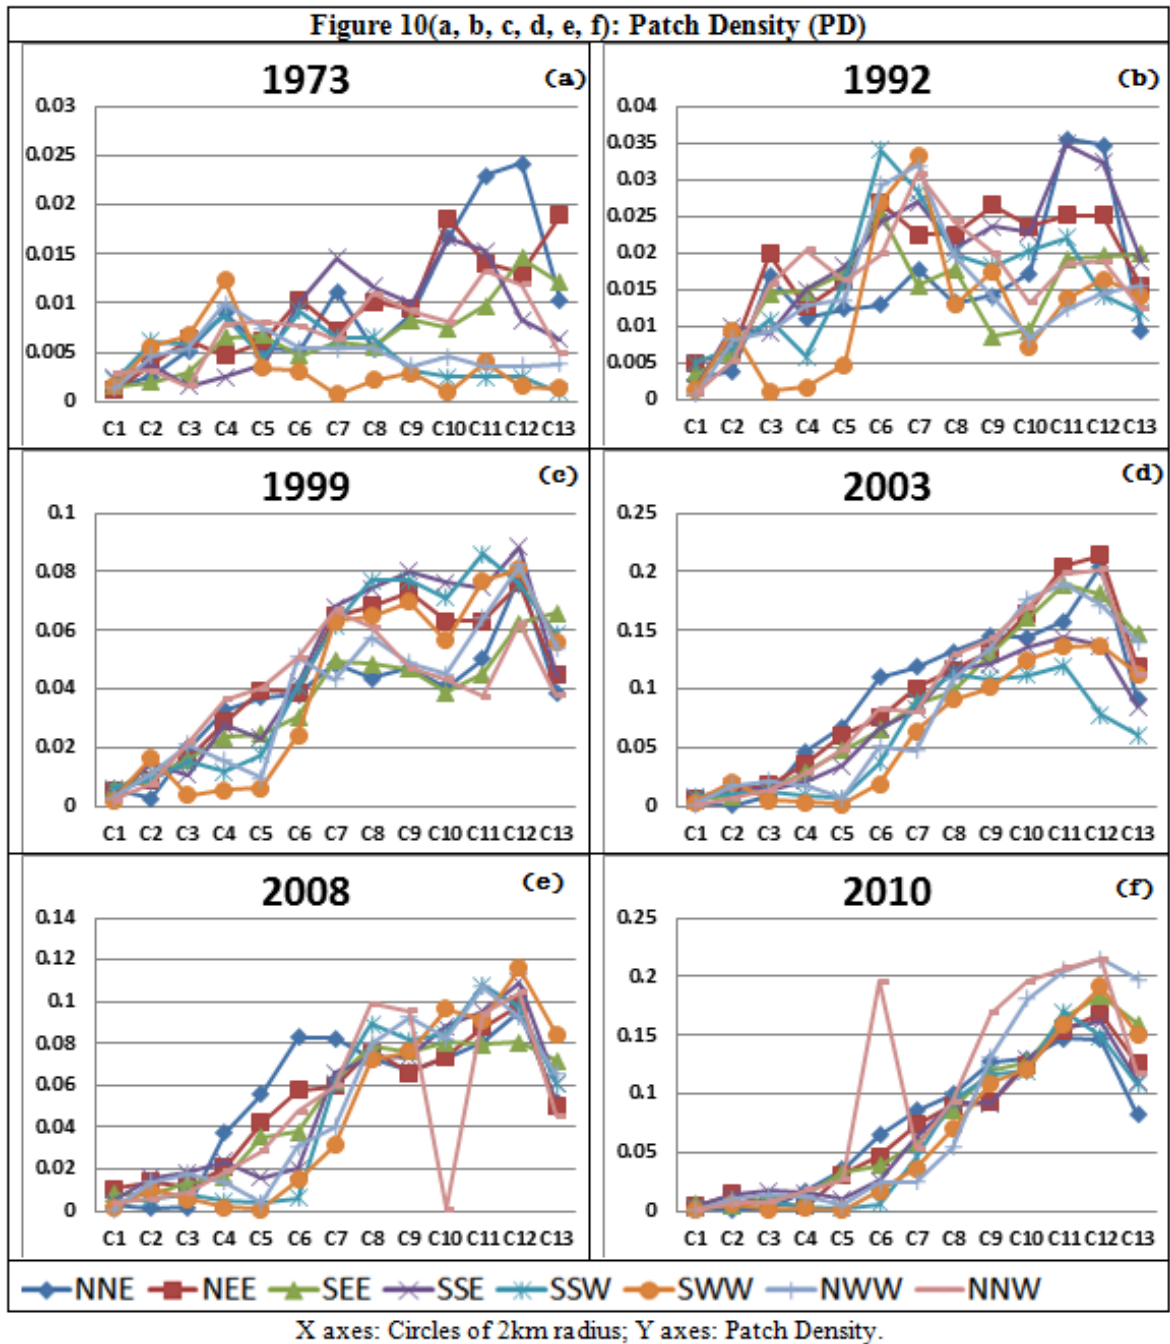 Figure 10(a, b, c, d, e, f): Patch Density (PD)
1973 (a)
0.03
0.025
0.02
0.015
0.01
0.005
0
C1 C2 C3 C4 C5 C6 C7 C8 C9 C10 C11 C12 C13
1992 (b)
0.04
0.035
0.03
0.025
0.02
0.015
0.01
0.005
0
C1 C2 C3 C4 C5 C6 C7 C8 C9 C10 C11 C12 C13
1999 (c)
0.1
0.08
0.06
0.04
0.02
0
C1 C2 C3 C4 C5 C6 C7 C8 C9 C10 C11 C12 C13
2003 (d)
0.25
0.2
0.15
0.1
0.05
0
C1 C2 C3 C4 C5 C6 C7 C8 C9 C10 C11 C12 C13
2008 (e)
0.14
0.12
0.1
0.08
0.06
0.04
0.02
0
C1 C2 C3 C4 C5 C6 C7 C8 C9 C10 C11 C12 C13
2010 (f)
0.25
0.2
0.15
0.1
0.05
0
C1 C2 C3 C4 C5 C6 C7 C8 C9 C10 C11 C12 C13
NNE NEE SEE SSE SSW SWW NWW NNW
X axes: Circles of 2km radius; Y axes: Patch Density.